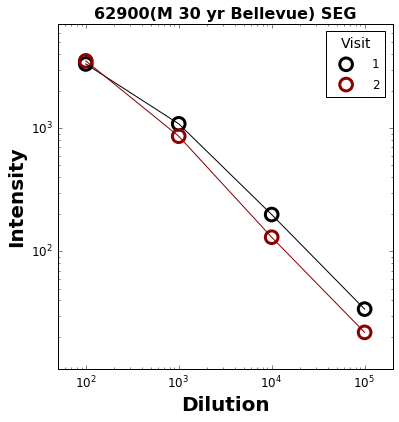 62900(M 30 yr Bellevue) SEG
Visit
1
2
Intensity
10³
10²
10² 10³ 10⁴ 10⁵
Dilution